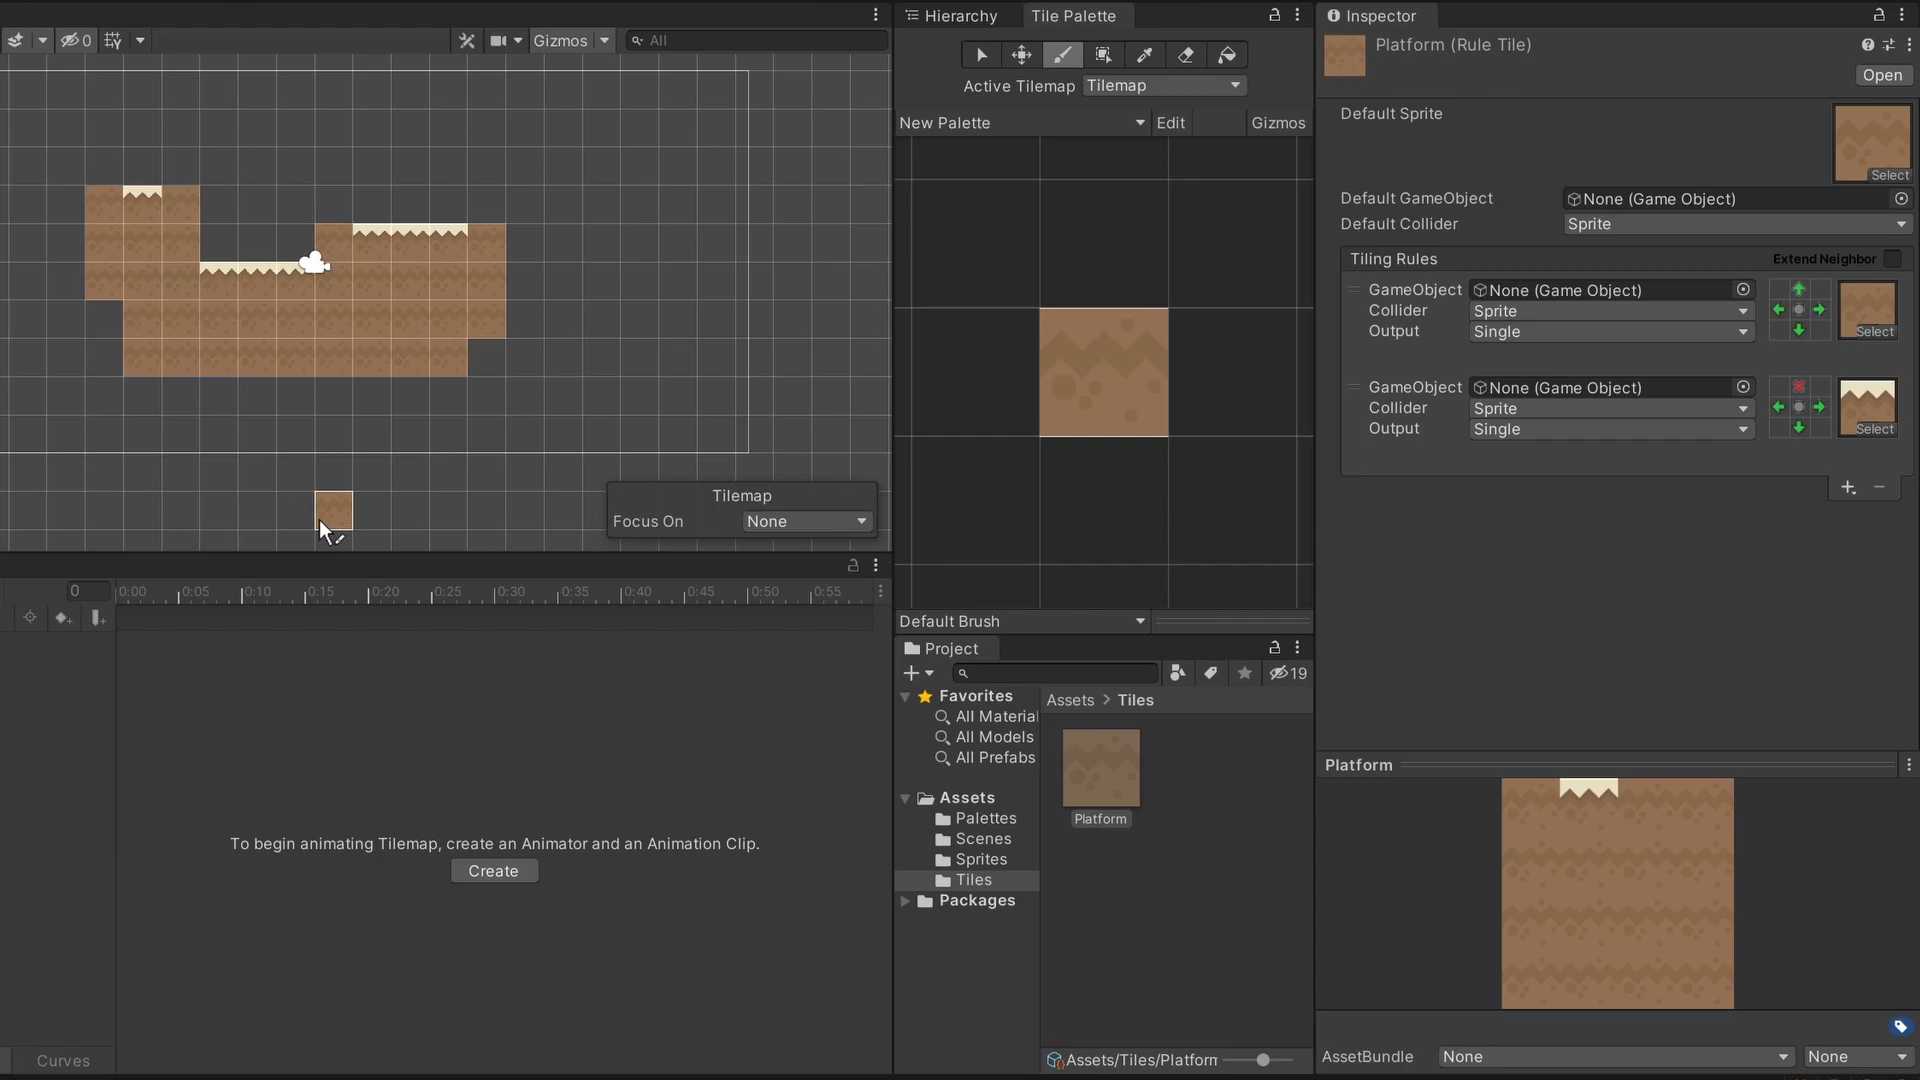 0
Gizmos
All
Tilemap
Focus On
None
0
0:00
0:05
0:10
0:15
0:20
0:25
0:30
0:35
0:40
0:45
0:50
0:55
To begin animating Tilemap, create an Animator and an Animation Clip.
Create
Curves
Hierarchy
Tile Palette
Active Tilemap
Tilemap
New Palette
Edit
Gizmos
Default Brush
Project
19
Favorites
All Material
All Models
All Prefabs
Assets
Palettes
Scenes
Sprites
Tiles
Packages
Assets > Tiles
Platform
Assets/Tiles/Platform
Inspector
Platform (Rule Tile)
Open
Default Sprite
Select
Default GameObject
None (Game Object)
Default Collider
Sprite
Tiling Rules
Extend Neighbor
GameObject
None (Game Object)
Collider
Sprite
Output
Single
Select
GameObject
None (Game Object)
Collider
Sprite
Output
Single
Select
Platform
AssetBundle
None
None